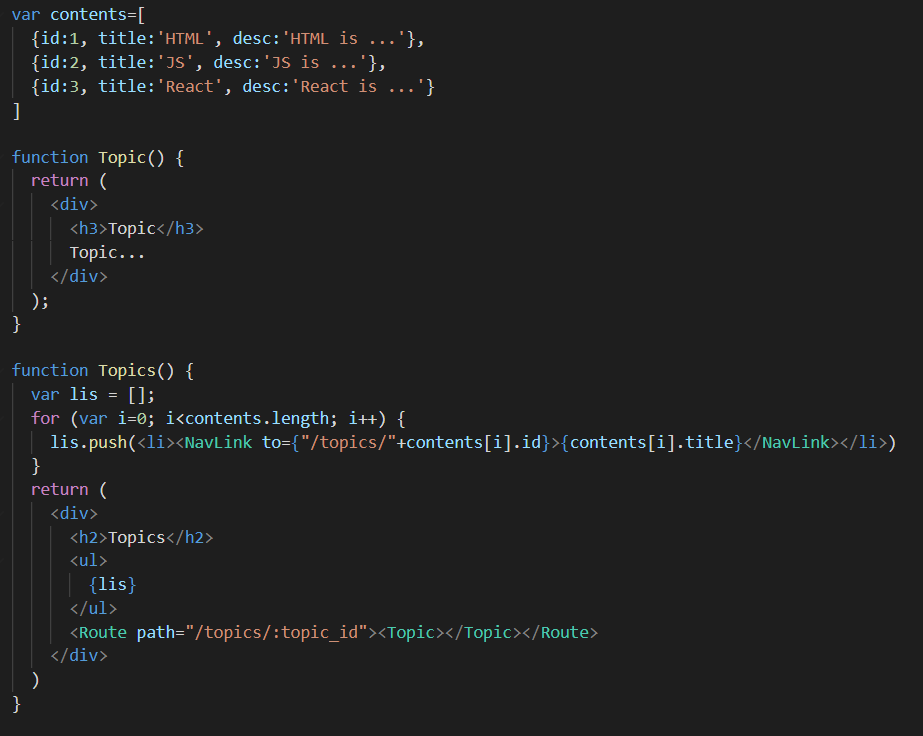 var contents=[
  {id:1, title:'HTML', desc:'HTML is ...'},
  {id:2, title:'JS', desc:'JS is ...'},
  {id:3, title:'React', desc:'React is ...'}
]

function Topic() {
  return (
    <div>
      <h3>Topic</h3>
      Topic...
    </div>
  );
}

function Topics() {
  var lis = [];
  for (var i=0; i<contents.length; i++) {
    lis.push(<li><NavLink to={"/topics/"+contents[i].id}>{contents[i].title}</NavLink></li>)
  }
  return (
    <div>
      <h2>Topics</h2>
      <ul>
        {lis}
      </ul>
      <Route path="/topics/:topic_id"><Topic></Topic></Route>
    </div>
  )
}